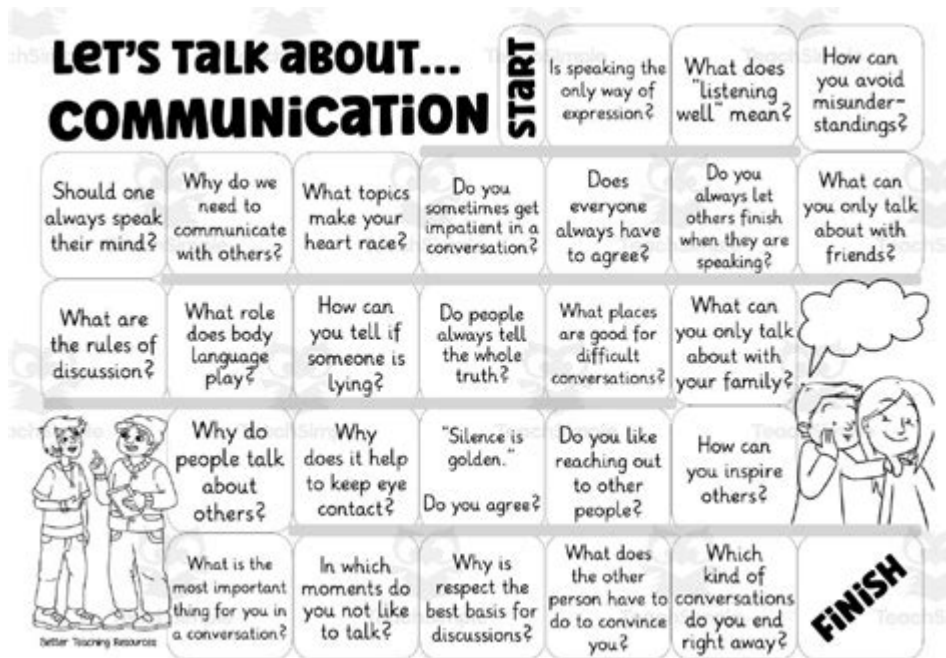 LET'S TALK ABOUT...
COMMUNICATION
START
Is speaking the
only way of
expression?
What does
"listening
well" mean?
How can
you avoid
misunder-
standings?
Should one
always speak
their mind?
Why do we
need to
communicate
with others?
What topics
make your
heart race?
Do you
sometimes get
impatient in a
conversation?
Does
everyone
always have
to agree?
Do you
always let
others finish
when they are
speaking?
What can
you only talk
about with
friends?
What are
the rules of
discussion?
What role
does body
language
play?
How can
you tell if
someone is
lying?
Do people
always tell
the whole
truth?
What places
are good for
difficult
conversations?
What can
you only talk
about with
your family?
Why do
people talk
about
others?
Why
does it help
to keep eye
contact?
"Silence is
golden."
Do you agree?
Do you like
reaching out
to other
people?
How can
you inspire
others?
What is the
most important
thing for you in
a conversation?
In which
moments do
you not like
to talk?
Why is
respect the
best basis for
discussions?
What does
the other
person have to
do to convince
you?
Which
kind of
conversations
do you end
right away?
FINISH
Better Teaching Resources